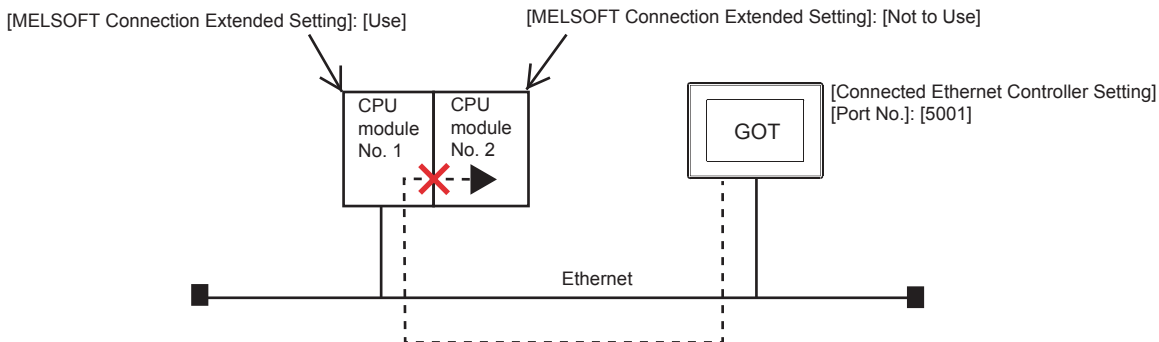 [MELSOFT Connection Extended Setting]: [Use]
[MELSOFT Connection Extended Setting]: [Not to Use]
CPU
module
No. 1
CPU
module
No. 2
GOT
[Connected Ethernet Controller Setting]
[Port No.]: [5001]
Ethernet